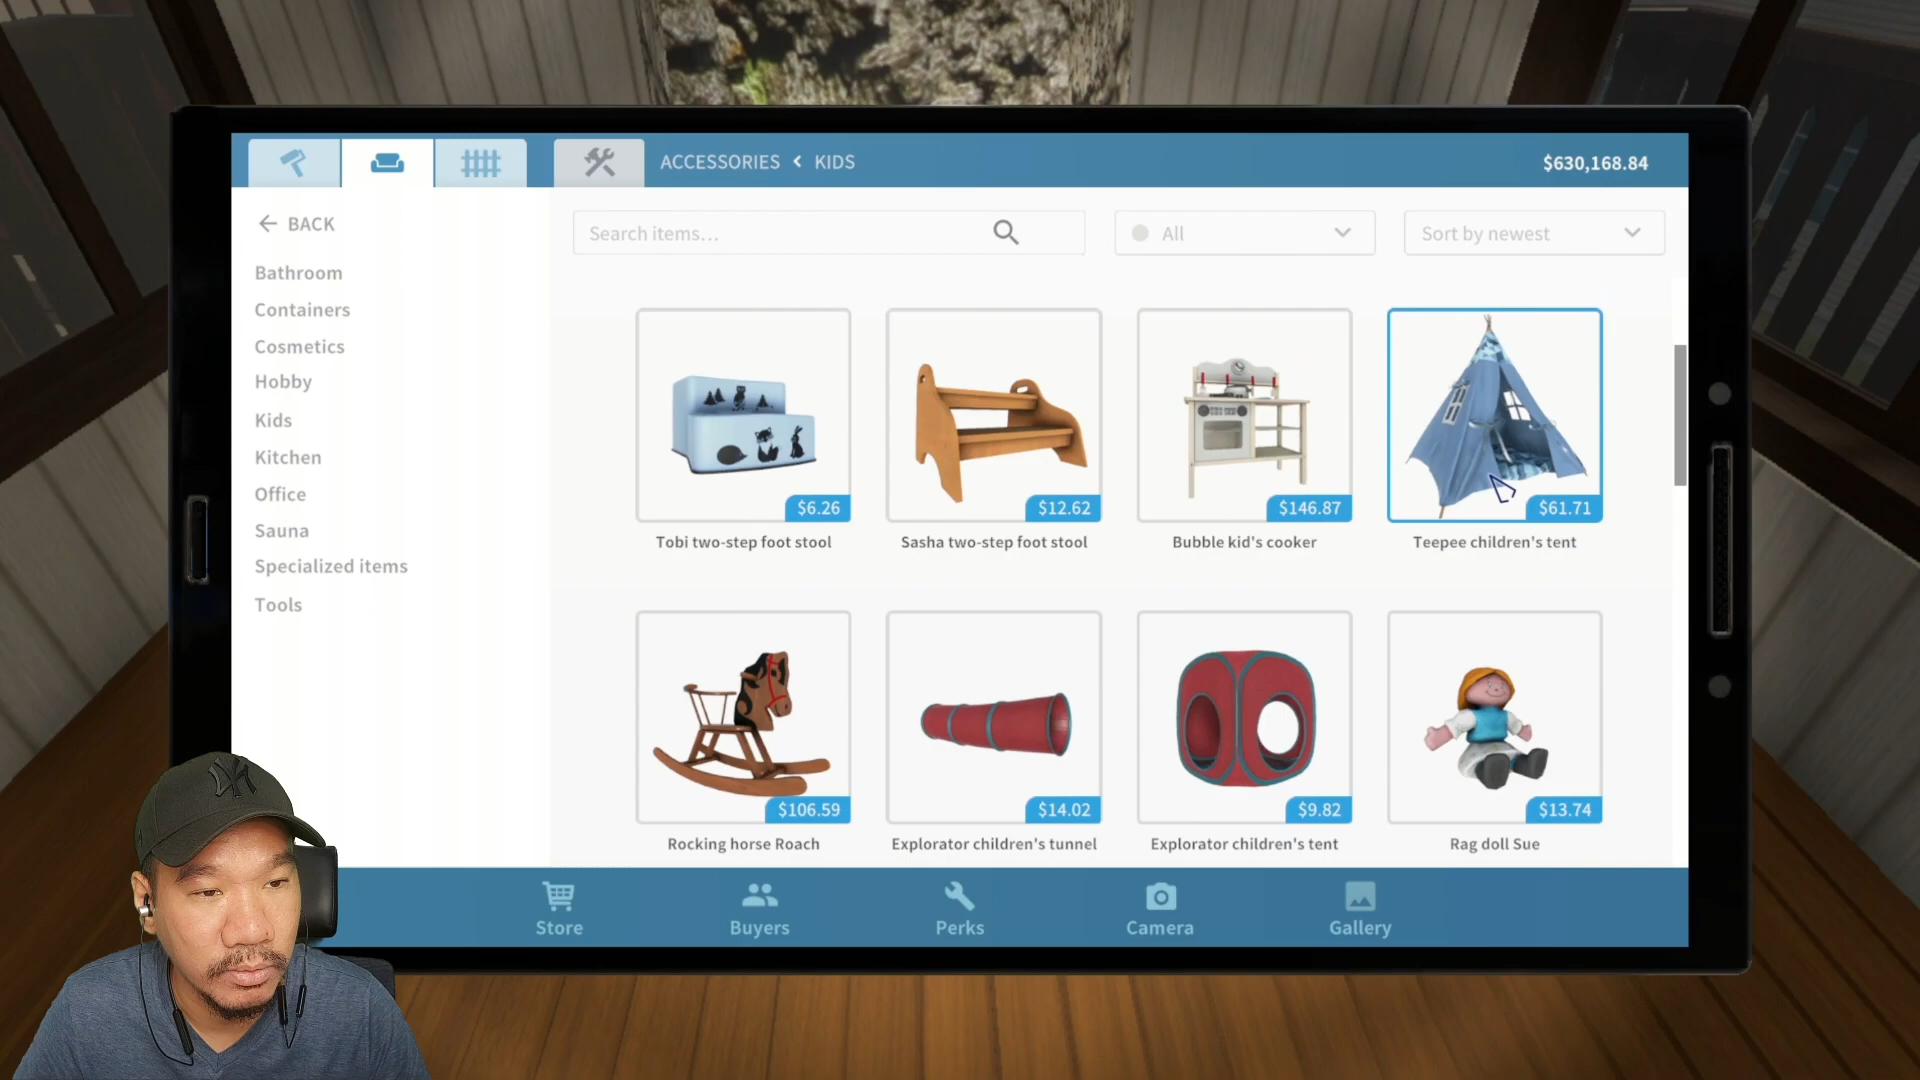 ACCESSORIES < KIDS
$630,168.84
BACK
Search items...
All
Sort by newest
Bathroom
Containers
Cosmetics
Hobby
Kids
Kitchen
Office
Sauna
Specialized items
Tools
$6.26
$12.62
$146.87
$61.71
Tobi two-step foot stool
Sasha two-step foot stool
Bubble kid's cooker
Teepee children's tent
$106.59
$14.02
$9.82
$13.74
Rocking horse Roach
Explorator children's tunnel
Explorator children's tent
Rag doll Sue
Store
Buyers
Perks
Camera
Gallery